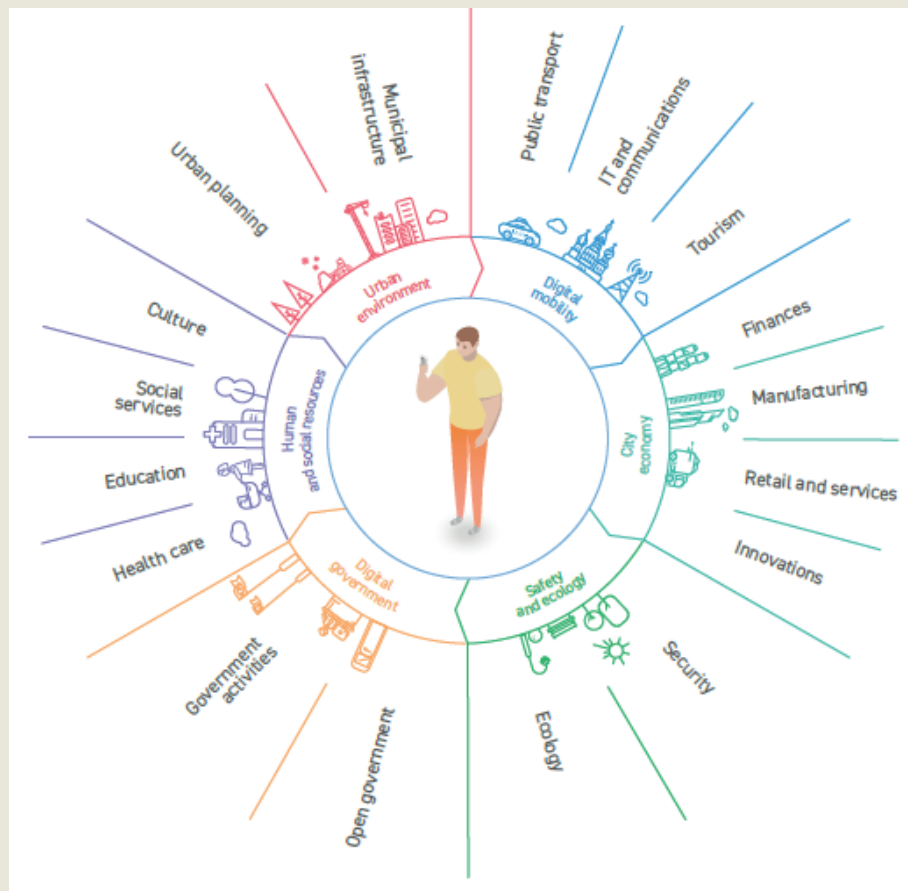 Municipal
infrastructure
Public transport
IT and
communications
Tourism
Urban planning
Urban
environment
Digital
mobility
Culture
Finances
Social
services
Manufacturing
Human
and social resources
City
economy
Education
Retail and services
Health care
Innovations
Digital
government
Safety
and ecology
Government
activities
Security
Open government
Ecology